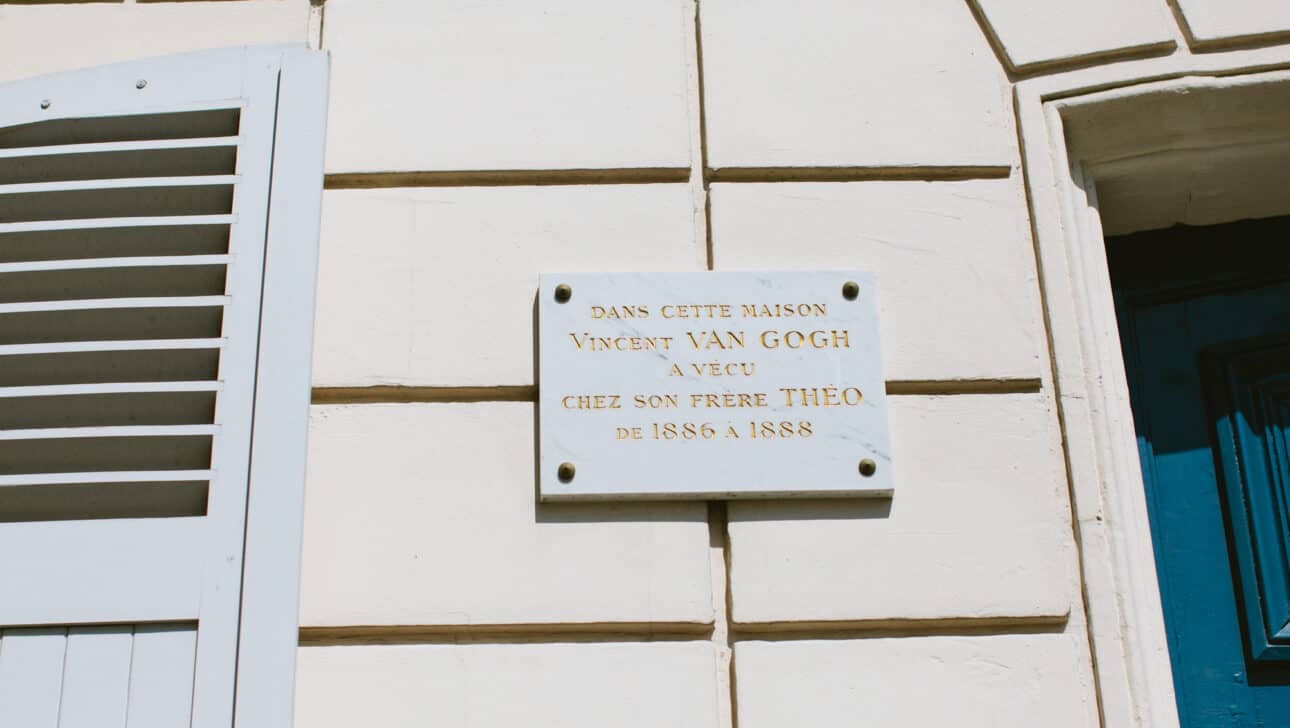 DANS CETTE MAISON
VINCENT VAN GOGH
A VÉCU
CHEZ SON FRÈRE THÉO
DE 1886 À 1888